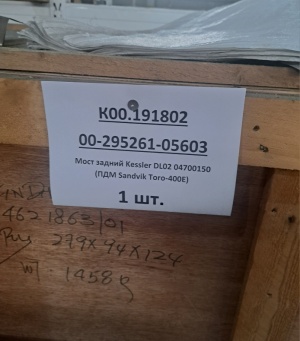 К00.191802
00-295261-05603
Мост задний Kessler DL02 04700150
(ПДМ Sandvik Toro-400E)
1 шт.
4621863/01
279X94X124
1458